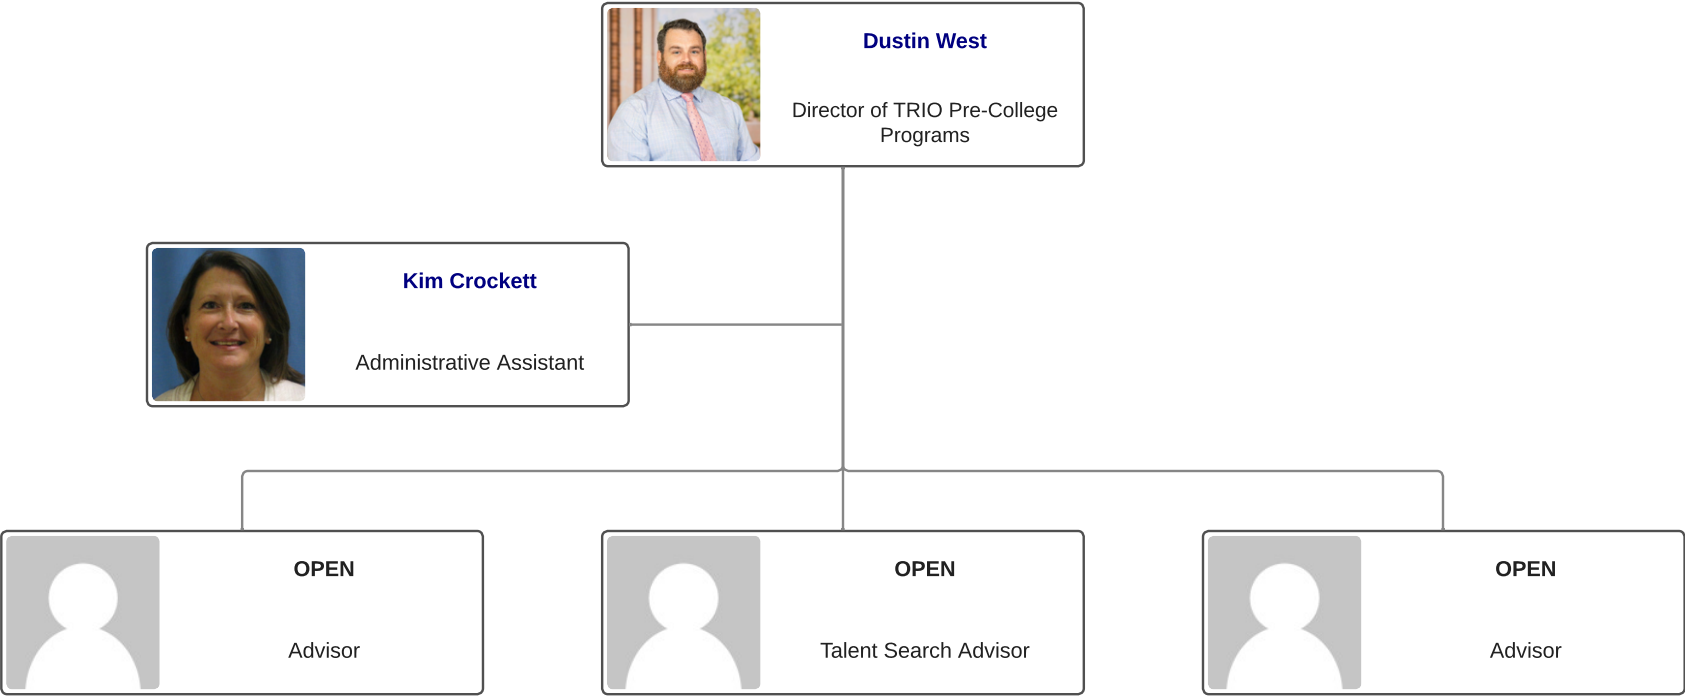 Dustin West
Director of TRIO Pre-College
Programs
Kim Crockett
Administrative Assistant
OPEN
Advisor
OPEN
Talent Search Advisor
OPEN
Advisor